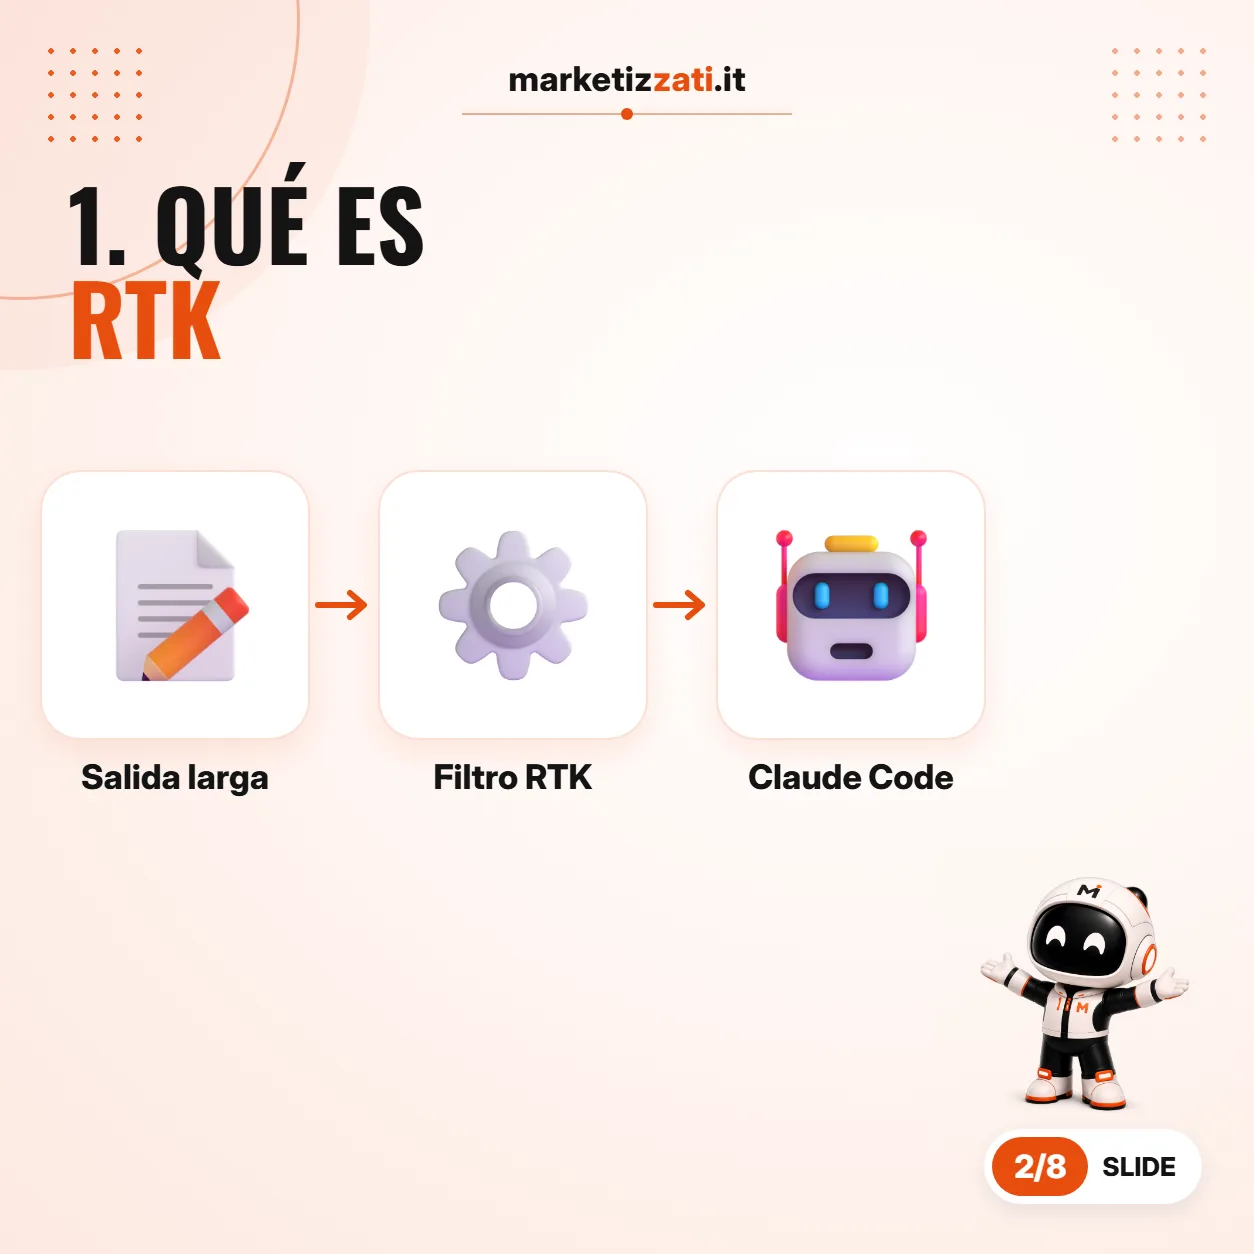 marketizzati.it
1. QUÉ ES
RTK
Salida larga
Filtro RTK
Claude Code
M
2/8 SLIDE